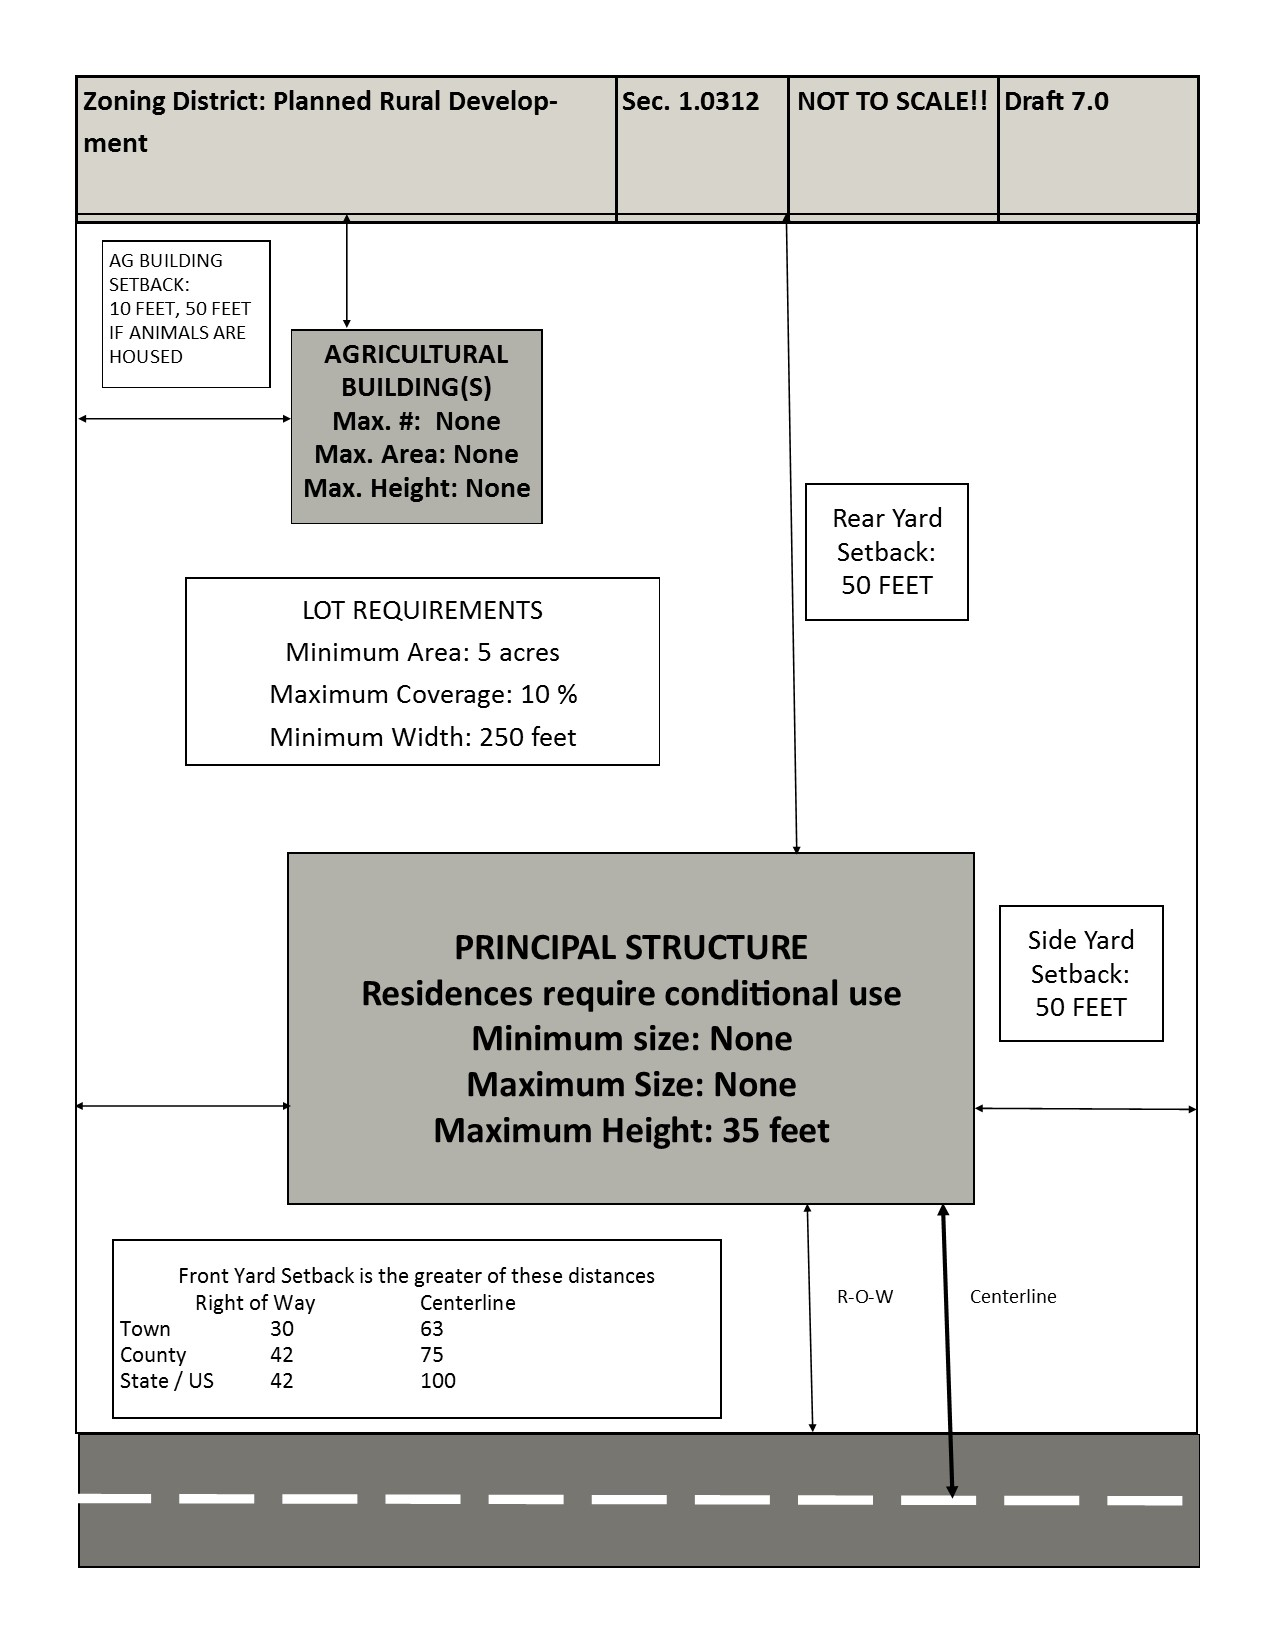 Zoning District: Planned Rural Develop-
ment
Sec. 1.0312
NOT TO SCALE!!
Draft 7.0
AG BUILDING
SETBACK:
10 FEET, 50 FEET
IF ANIMALS ARE
HOUSED
AGRICULTURAL
BUILDING(S)
Max. #:  None
Max. Area: None
Max. Height: None
Rear Yard
Setback:
50 FEET
LOT REQUIREMENTS
Minimum Area: 5 acres
Maximum Coverage: 10 %
Minimum Width: 250 feet
PRINCIPAL STRUCTURE
Residences require conditional use
Minimum size: None
Maximum Size: None
Maximum Height: 35 feet
Side Yard
Setback:
50 FEET
Front Yard Setback is the greater of these distances
Right of Way Centerline
Town 30 63
County 42 75
State / US 42 100
R-O-W
Centerline